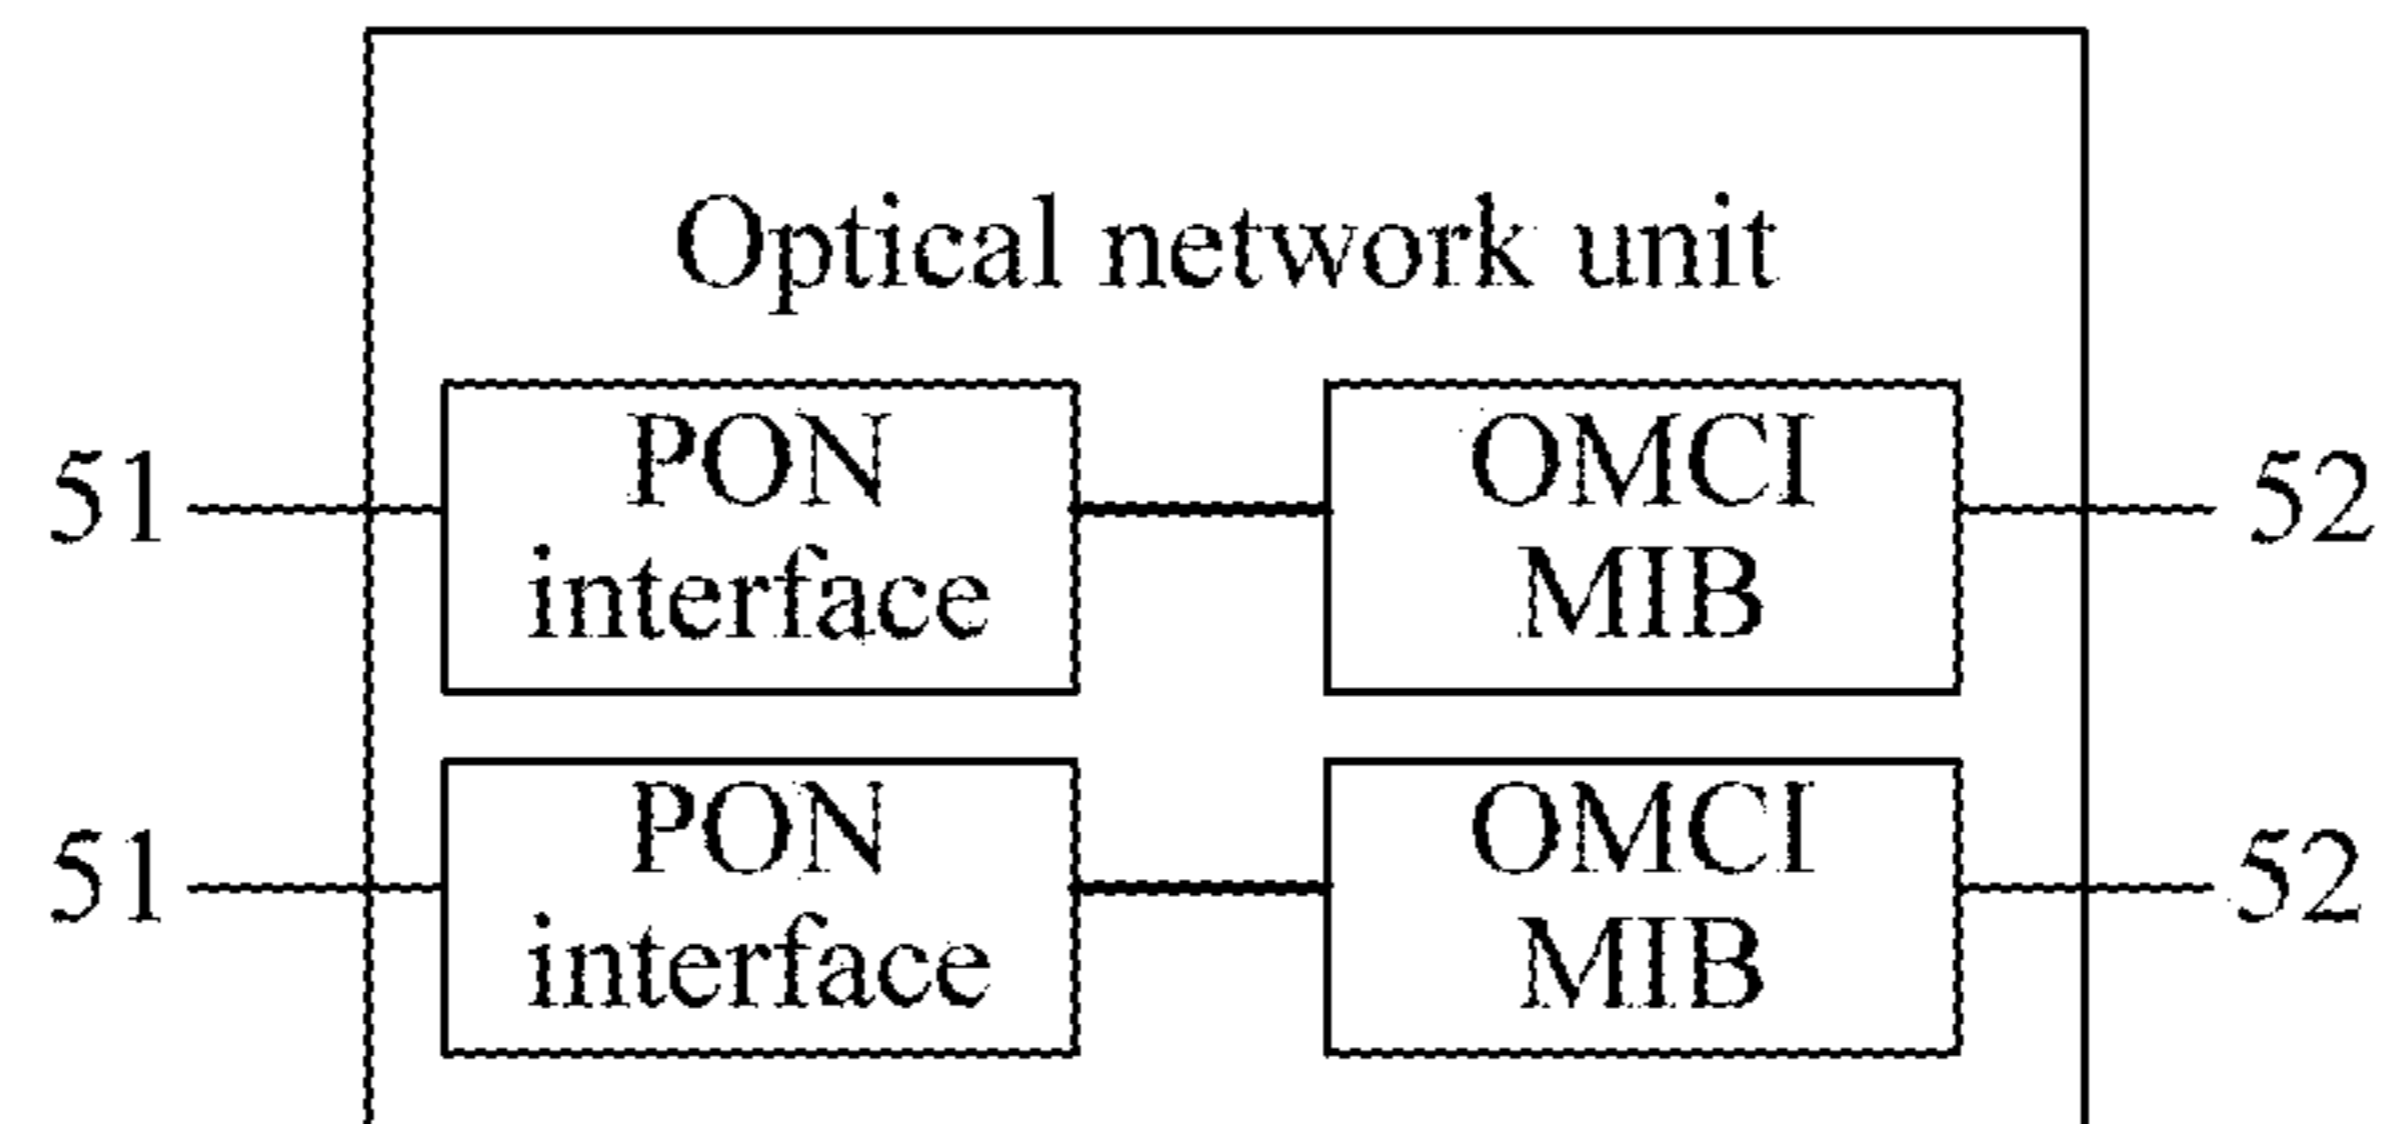 Optical network unit
51
PON
interface
OMCI
MIB
52
51
PON
interface
OMCI
MIB
52